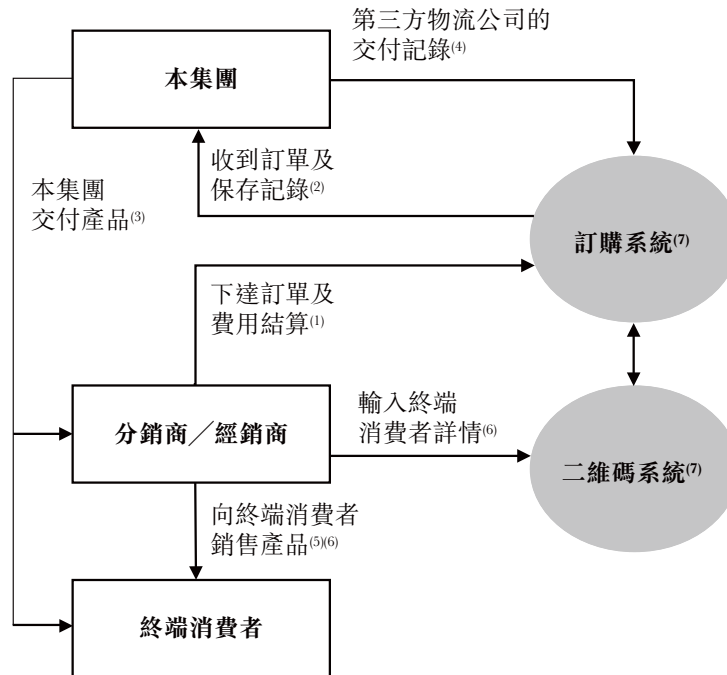 第三方物流公司的
交付記錄(4)
本集團
收到訂單及
保存記錄(2)
本集團
交付產品(3)
訂購系統(7)
下達訂單及
費用結算(1)
輸入終端
消費者詳情(6)
分銷商／經銷商
二維碼系統(7)
向終端消費者
銷售產品(5)(6)
終端消費者